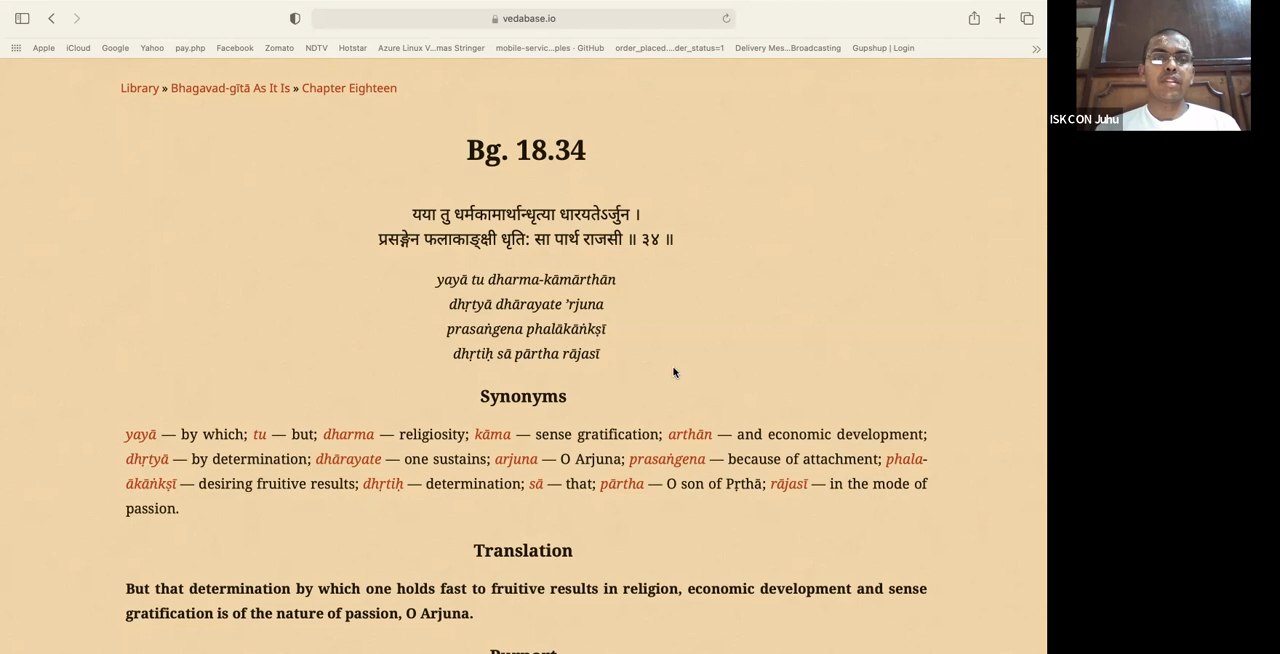 vedabase.io
Apple iCloud Google Yahoo pay.php Facebook Zomato NDTV Hotstar Azure Linux V...mas Stringer mobile-servic...ples · GitHub order_placed....der_status=1 Delivery Mes...Broadcasting Gupshup | Login
Library » Bhagavad-gītā As It Is » Chapter Eighteen
ISKCON Juhu
Bg. 18.34
यया तु धर्मकामार्थान्धृत्या धारयतेऽर्जुन ।
प्रसङ्गेन फलाकाङ्क्षी धृति: सा पार्थ राजसी ॥ ३४ ॥
yayā tu dharma-kāmārthān
dhṛtyā dhārayate ’rjuna
prasaṅgena phalākāṅkṣī
dhṛtiḥ sā pārtha rājasī
Synonyms
yayā — by which; tu — but; dharma — religiosity; kāma — sense gratification; arthān — and economic development;
dhṛtyā — by determination; dhārayate — one sustains; arjuna — O Arjuna; prasaṅgena — because of attachment; phala-
ākāṅkṣī — desiring fruitive results; dhṛtiḥ — determination; sā — that; pārtha — O son of Pṛthā; rājasī — in the mode of
passion.
Translation
But that determination by which one holds fast to fruitive results in religion, economic development and sense
gratification is of the nature of passion, O Arjuna.